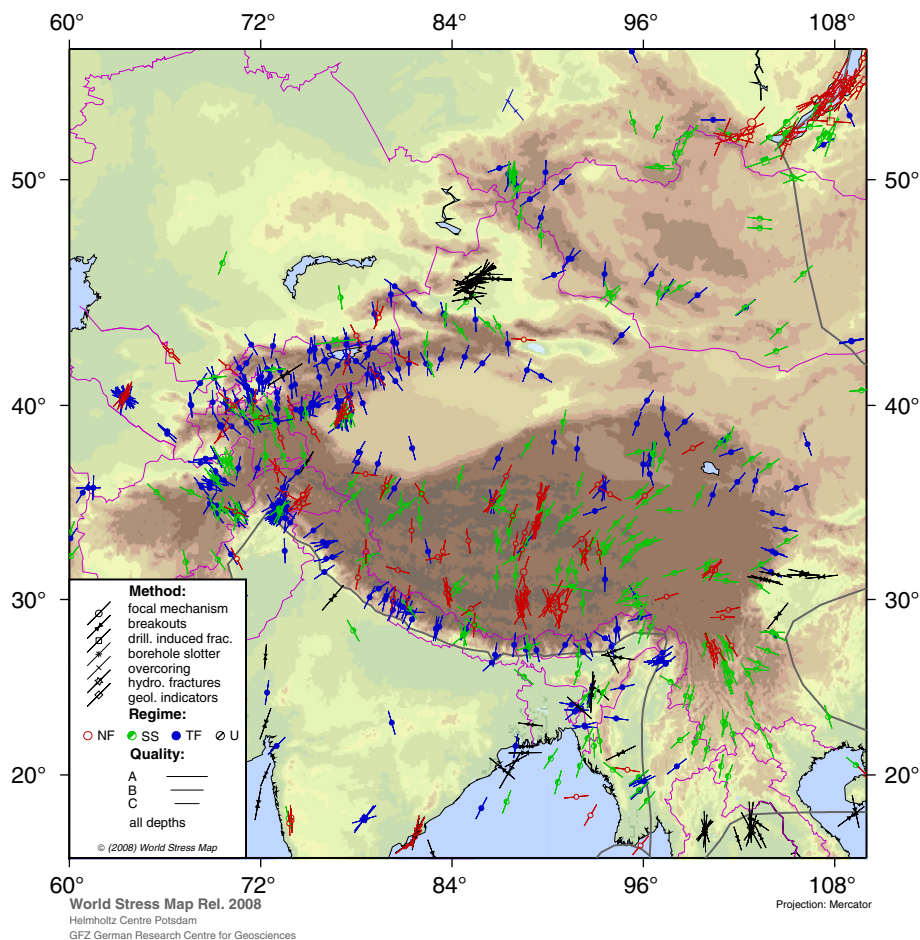 60° 72° 84° 96° 108°
50° 50°
40° 40°
30° 30°
20° 20°
Method:
focal mechanism
breakouts
drill. induced frac.
borehole slotter
overcoring
hydro. fractures
geol. indicators
Regime:
NF SS TF U
Quality:
A
B
C
all depths
© (2008) World Stress Map
60° 72° 84° 96° 108°
World Stress Map Rel. 2008 Projection: Mercator
Helmholtz Centre Potsdam
GFZ German Research Centre for Geosciences